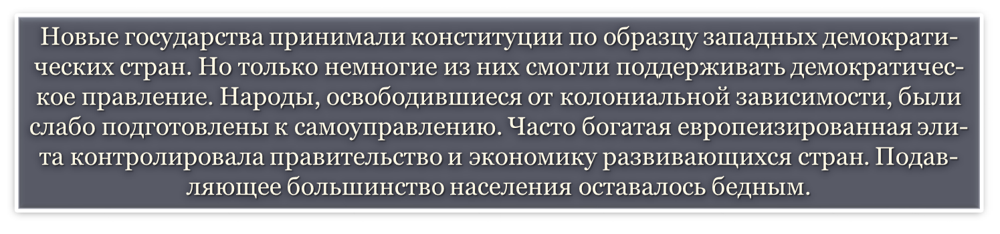 Новые государства принимали конституции по образцу западных демократи-
ческих стран. Но только немногие из них смогли поддерживать демократичес-
кое правление. Народы, освободившиеся от колониальной зависимости, были
слабо подготовлены к самоуправлению. Часто богатая европеизированная эли-
та контролировала правительство и экономику развивающихся стран. Подав-
ляющее большинство населения оставалось бедным.